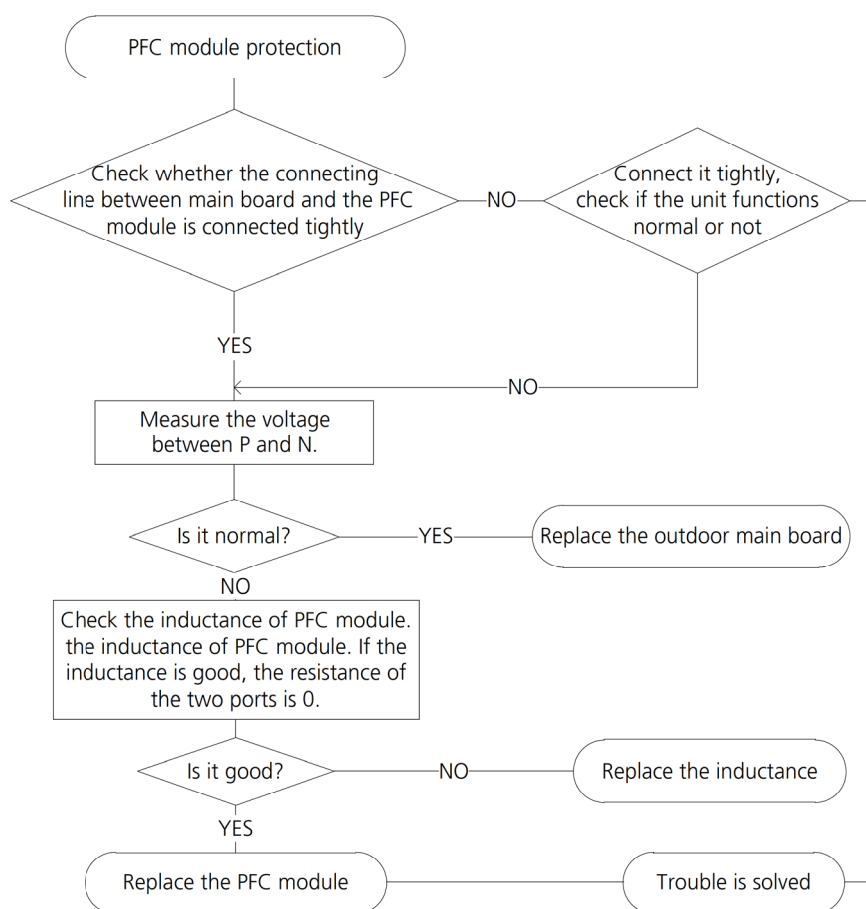 PFC module protection
Check whether the connecting
line between main board and the PFC
module is connected tightly
NO
Connect it tightly,
check if the unit functions
normal or not
YES
NO
Measure the voltage
between P and N.
Is it normal?
YES
Replace the outdoor main board
NO
Check the inductance of PFC module.
the inductance of PFC module. If the
inductance is good, the resistance of
the two ports is 0.
Is it good?
NO
Replace the inductance
YES
Replace the PFC module
Trouble is solved